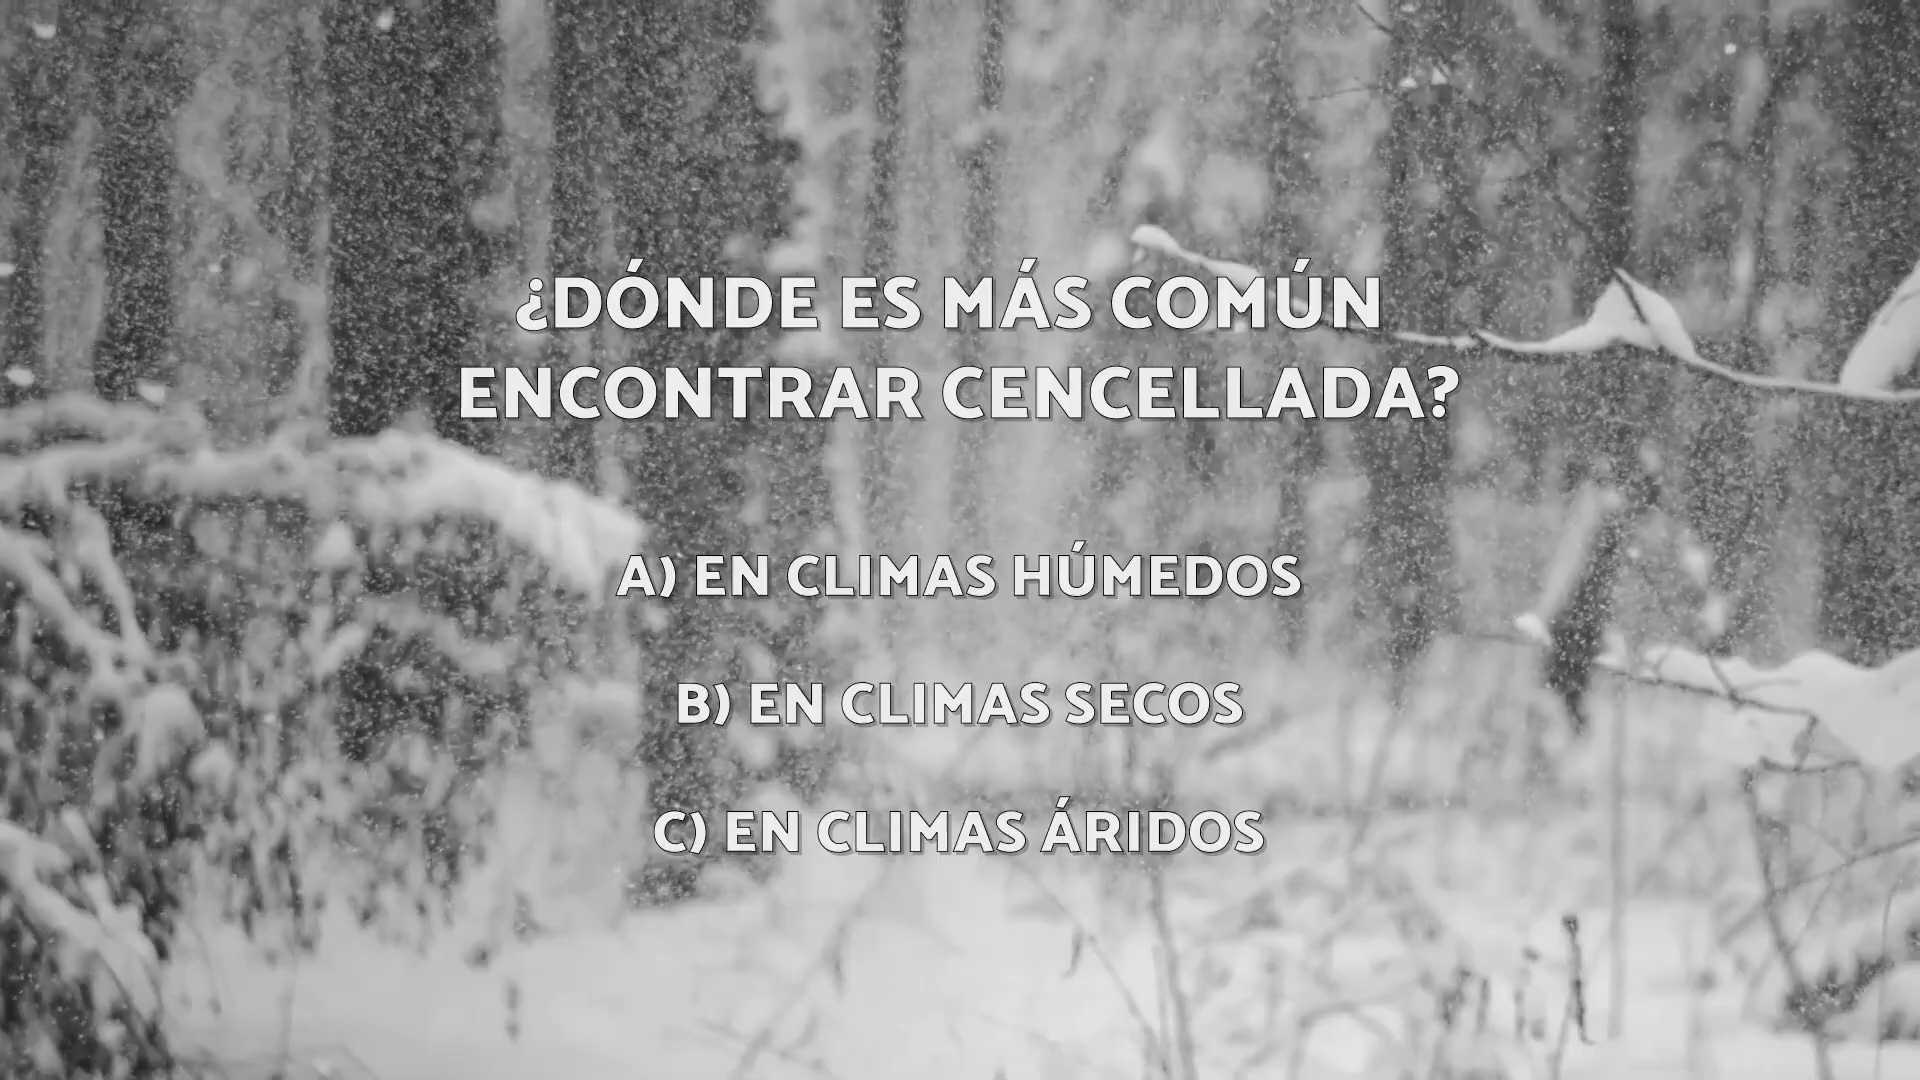 ¿DÓNDE ES MÁS COMÚN
ENCONTRAR CENCELLADA?
A) EN CLIMAS HÚMEDOS
B) EN CLIMAS SECOS
C) EN CLIMAS ÁRIDOS